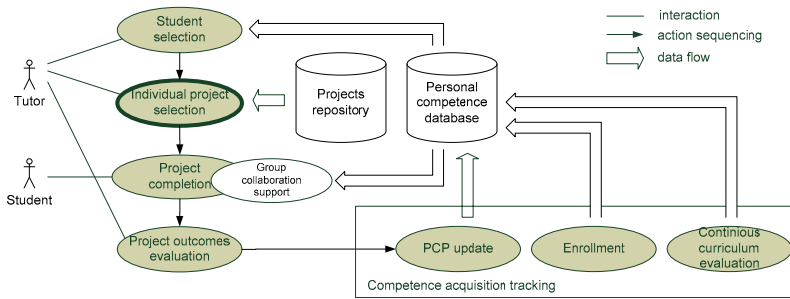 Student
selection
interaction
action sequencing
data flow
Tutor
Individual project
selection
Projects
repository
Personal
competence
database
Student
Project
completion
Group
collaboration
support
Project outcomes
evaluation
PCP update
Enrollment
Continious
curriculum
evaluation
Competence acquisition tracking